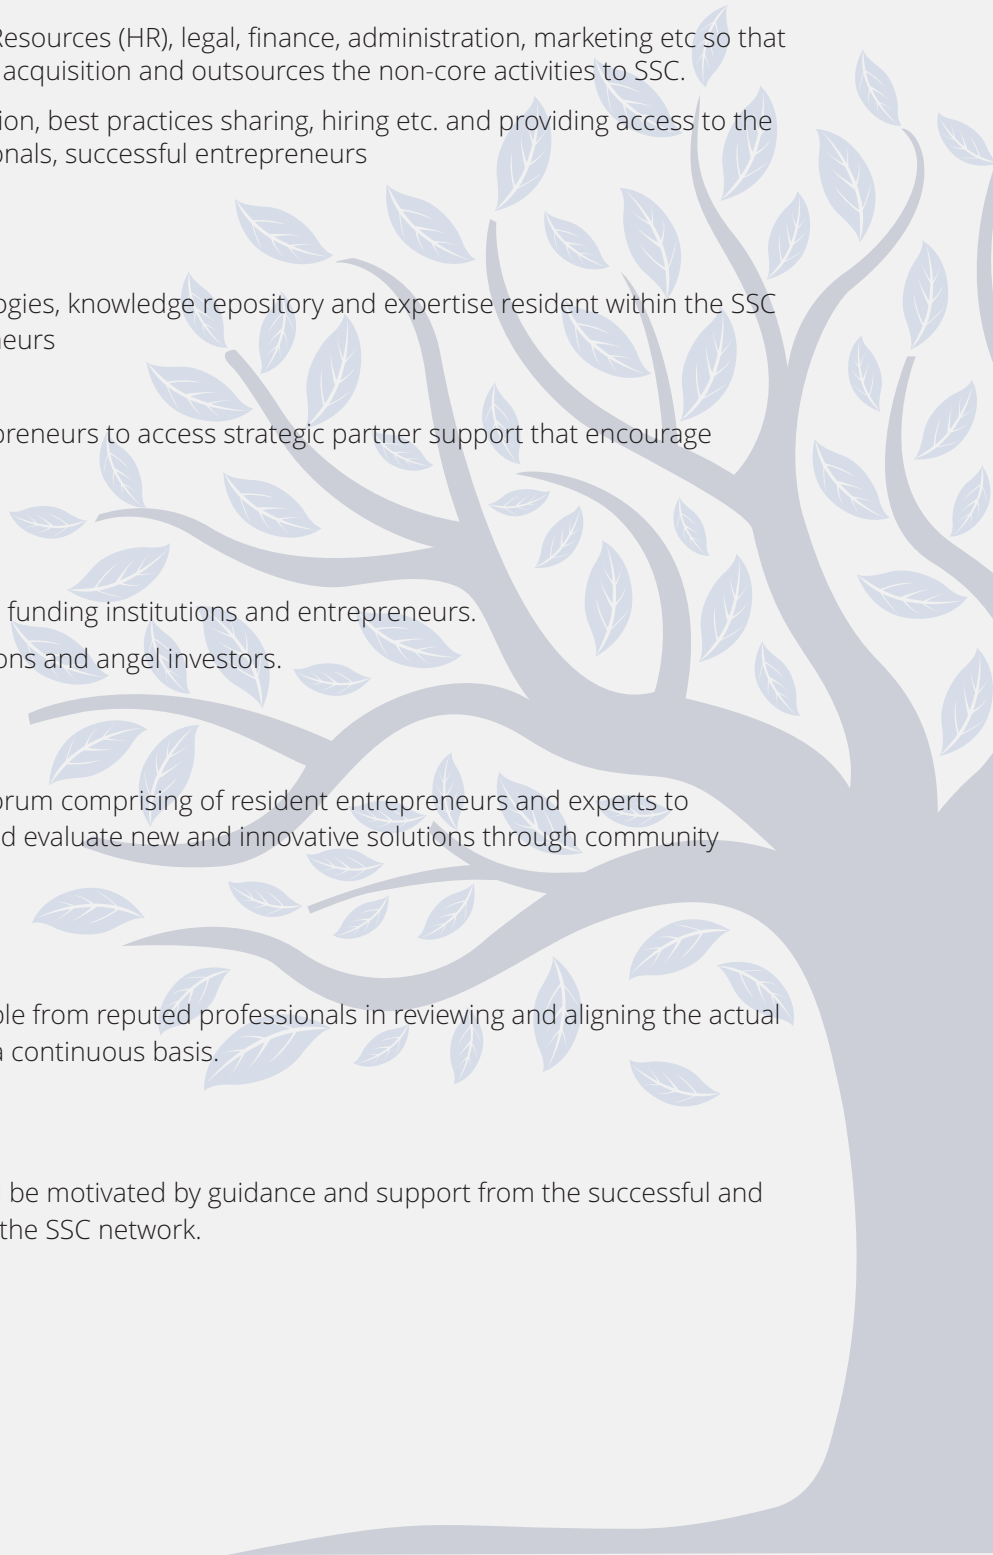 Resources (HR), legal, finance, administration, marketing etc so that
acquisition and outsources the non-core activities to SSC.
ion, best practices sharing, hiring etc. and providing access to the
onals, successful entrepreneurs
ogies, knowledge repository and expertise resident within the SSC
neurs
preneurs to access strategic partner support that encourage
funding institutions and entrepreneurs.
ons and angel investors.
orum comprising of resident entrepreneurs and experts to
d evaluate new and innovative solutions through community
ble from reputed professionals in reviewing and aligning the actual
a continuous basis.
be motivated by guidance and support from the successful and
the SSC network.